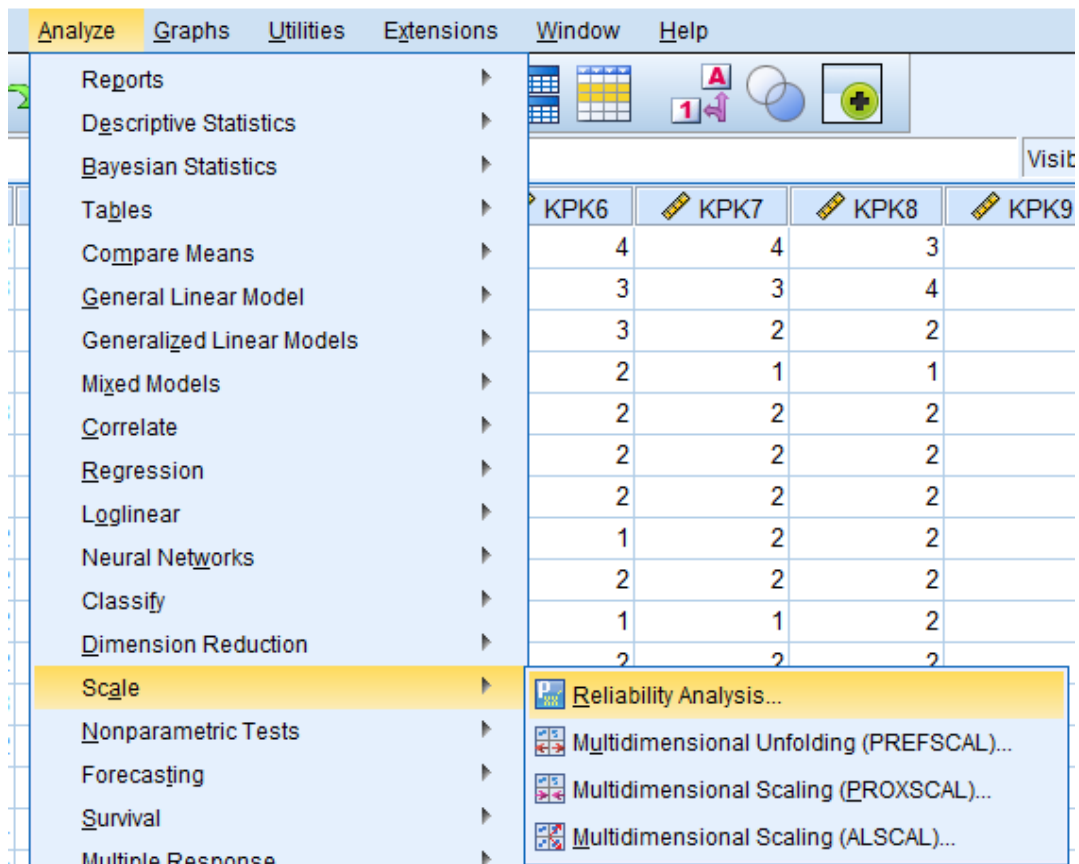 Analyze Graphs Utilities Extensions Window Help
Reports
Descriptive Statistics
Bayesian Statistics
Tables
Compare Means
General Linear Model
Generalized Linear Models
Mixed Models
Correlate
Regression
Loglinear
Neural Networks
Classify
Dimension Reduction
Scale
Nonparametric Tests
Forecasting
Survival
Multiple Response
A
1
Visib
KPK6 KPK7 KPK8 KPK9
4 4 3
3 3 4
3 2 2
2 1 1
2 2 2
2 2 2
2 2 2
1 2 2
2 2 2
1 1 2
2 2 2
Reliability Analysis...
Multidimensional Unfolding (PREFSCAL)...
Multidimensional Scaling (PROXSCAL)...
Multidimensional Scaling (ALSCAL)...